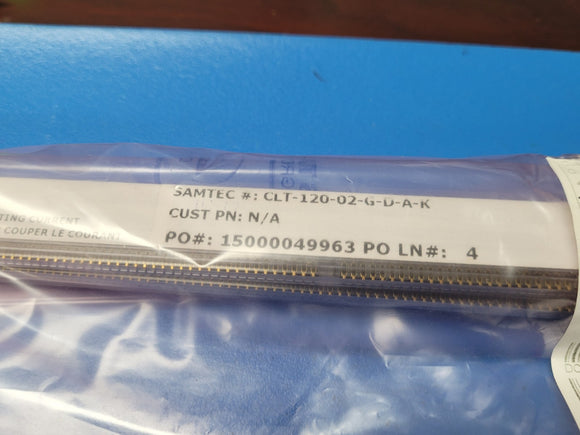 SAMTEC #: CLT-120-02-G-D-A-K
CUST PN: N/A
PO#: 15000049963 PO LN#: 4
TING CURRENT
COUPER LE COURANT